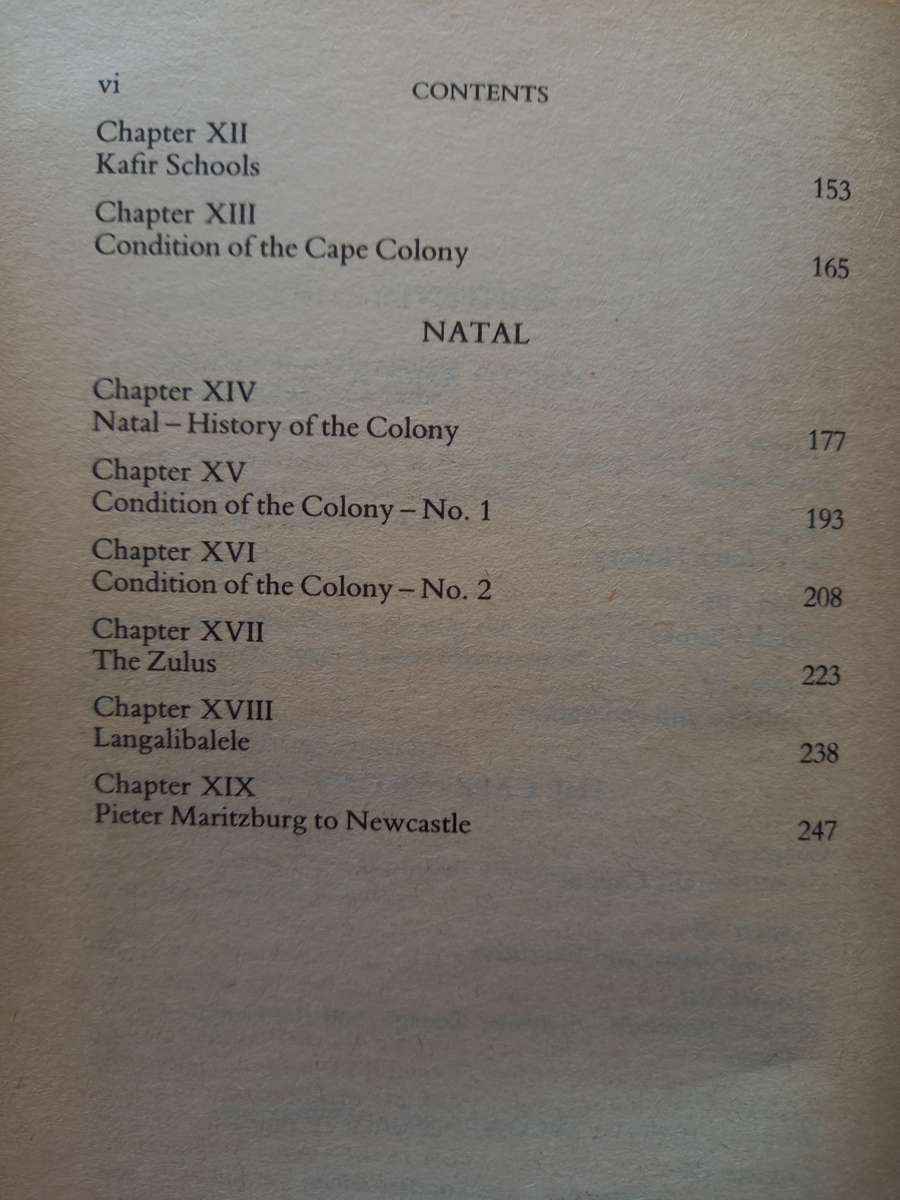 vi CONTENTS
Chapter XII
Kafir Schools 153
Chapter XIII
Condition of the Cape Colony 165
NATAL
Chapter XIV
Natal – History of the Colony 177
Chapter XV
Condition of the Colony – No. 1 193
Chapter XVI
Condition of the Colony – No. 2 208
Chapter XVII
The Zulus 223
Chapter XVIII
Langalibalele 238
Chapter XIX
Pieter Maritzburg to Newcastle 247